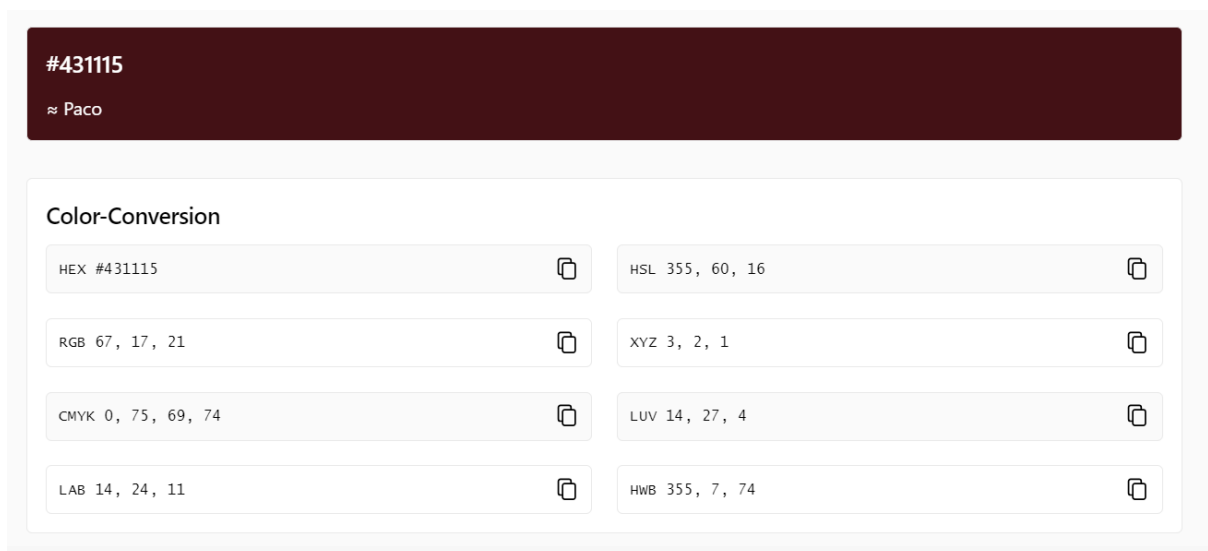 #431115
≈ Paco
Color-Conversion
HEX #431115
HSL 355, 60, 16
RGB 67, 17, 21
XYZ 3, 2, 1
CMYK 0, 75, 69, 74
LUV 14, 27, 4
LAB 14, 24, 11
HWB 355, 7, 74